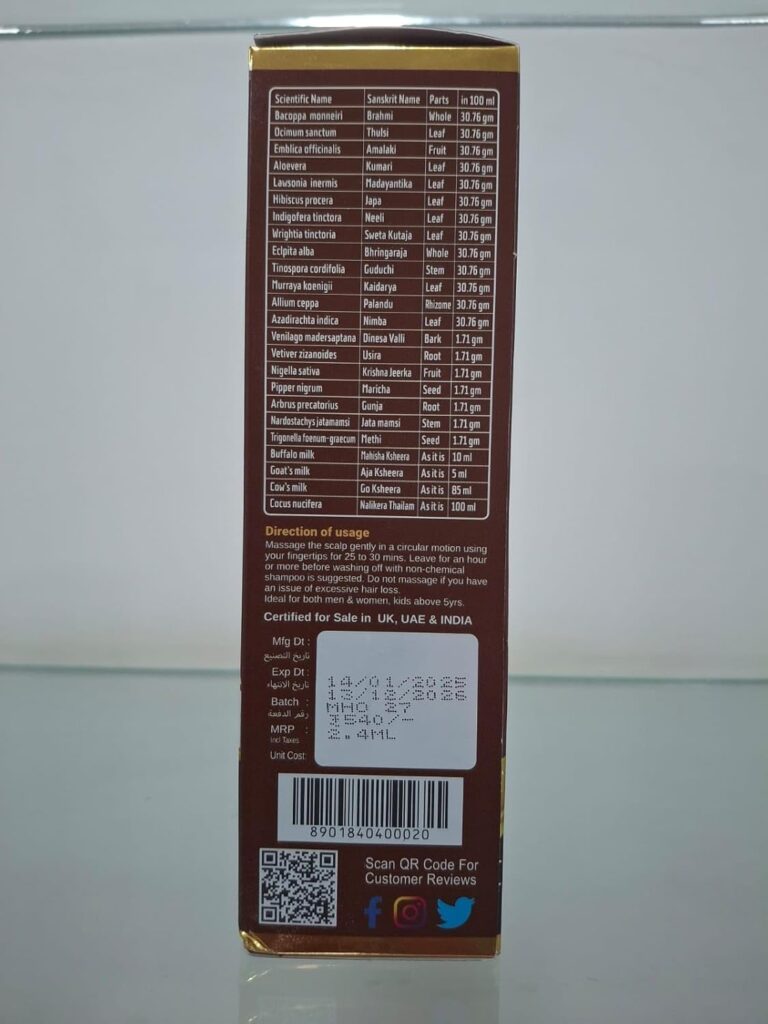 Scientific Name Sanskrit Name Parts in 100 ml
Bacoppa monneiri Brahmi Whole 30.76 gm
Ocimum sanctum Thulsi Leaf 30.76 gm
Emblica officinalis Amalaki Fruit 30.76 gm
Aloevera Kumari Leaf 30.76 gm
Lawsonia inermis Madayantika Leaf 30.76 gm
Hibiscus procera Japa Leaf 30.76 gm
Indigofera tinctora Neeli Leaf 30.76 gm
Wrightia tinctoria Sweta Kutaja Leaf 30.76 gm
Eclpita alba Bhringaraja Whole 30.76 gm
Tinospora cordifolia Guduchi Stem 30.76 gm
Murraya koenigii Kaidarya Leaf 30.76 gm
Allium ceppa Palandu Rhizome 30.76 gm
Azadirachta indica Nimba Leaf 30.76 gm
Venilago madersaptana Dinesa Valli Bark 1.71 gm
Vetiver zizanoides Usira Root 1.71 gm
Nigella sativa Krishna Jeerka Fruit 1.71 gm
Pipper nigrum Maricha Seed 1.71 gm
Arbrus precatorius Gunja Root 1.71 gm
Nardostachys jatamamsi Jata mamsi Stem 1.71 gm
Trigonella foenum-graecum Methi Seed 1.71 gm
Buffalo milk Mahisha Ksheera As it is 10 ml
Goat's milk Aja Ksheera As it is 5 ml
Cow's milk Go Ksheera As it is 85 ml
Cocus nucifera Nalikera Thailam As it is 100 ml
Direction of usage
Massage the scalp gently in a circular motion using
your fingertips for 25 to 30 mins. Leave for an hour
or more before washing off with non-chemical
shampoo is suggested. Do not massage if you have
an issue of excessive hair loss.
Ideal for both men & women, kids above 5yrs.
Certified for Sale in UK, UAE & INDIA
Mfg Dt :
تاريخ التصنيع
Exp Dt :
تاريخ الانتهاء
Batch :
رقم الدفعة
MRP :
Incl Taxes
Unit Cost
14/01/2025
13/12/2026
MHO 27
₹540/-
2.4ML
8901840400020
Scan QR Code For
Customer Reviews